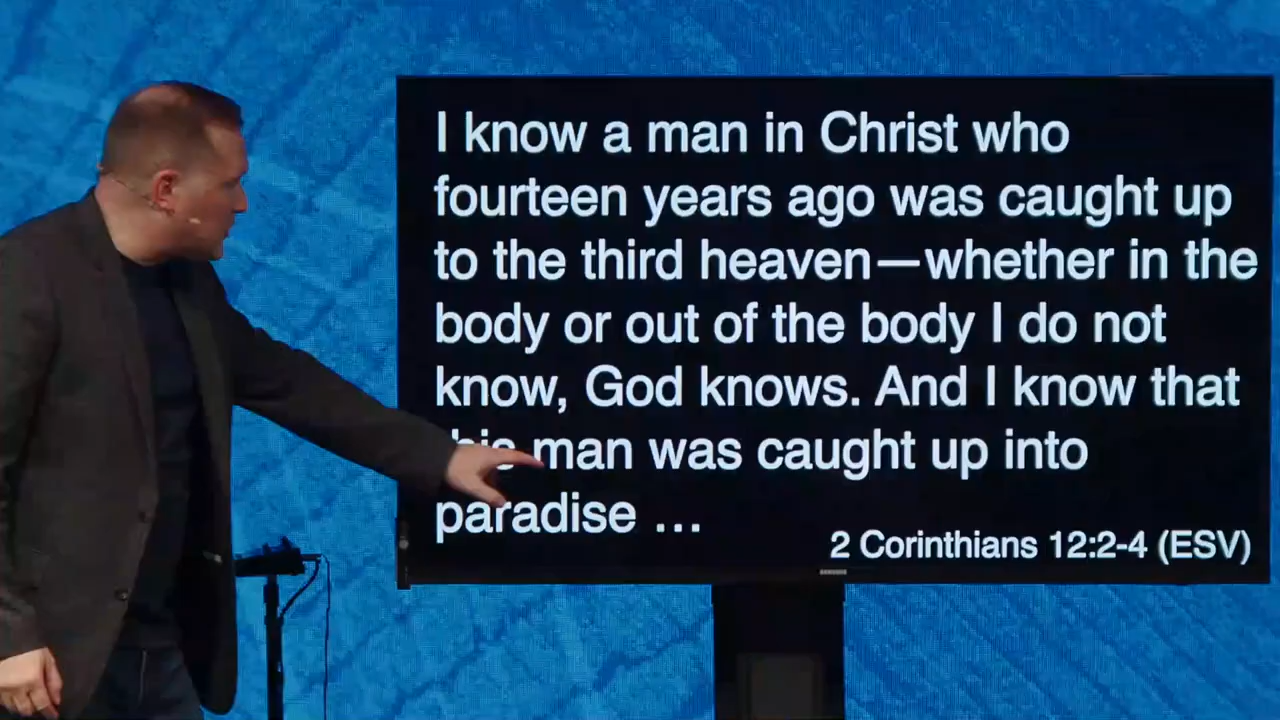 I know a man in Christ who
fourteen years ago was caught up
to the third heaven—whether in the
body or out of the body I do not
know, God knows. And I know that
this man was caught up into
paradise ...
2 Corinthians 12:2-4 (ESV)